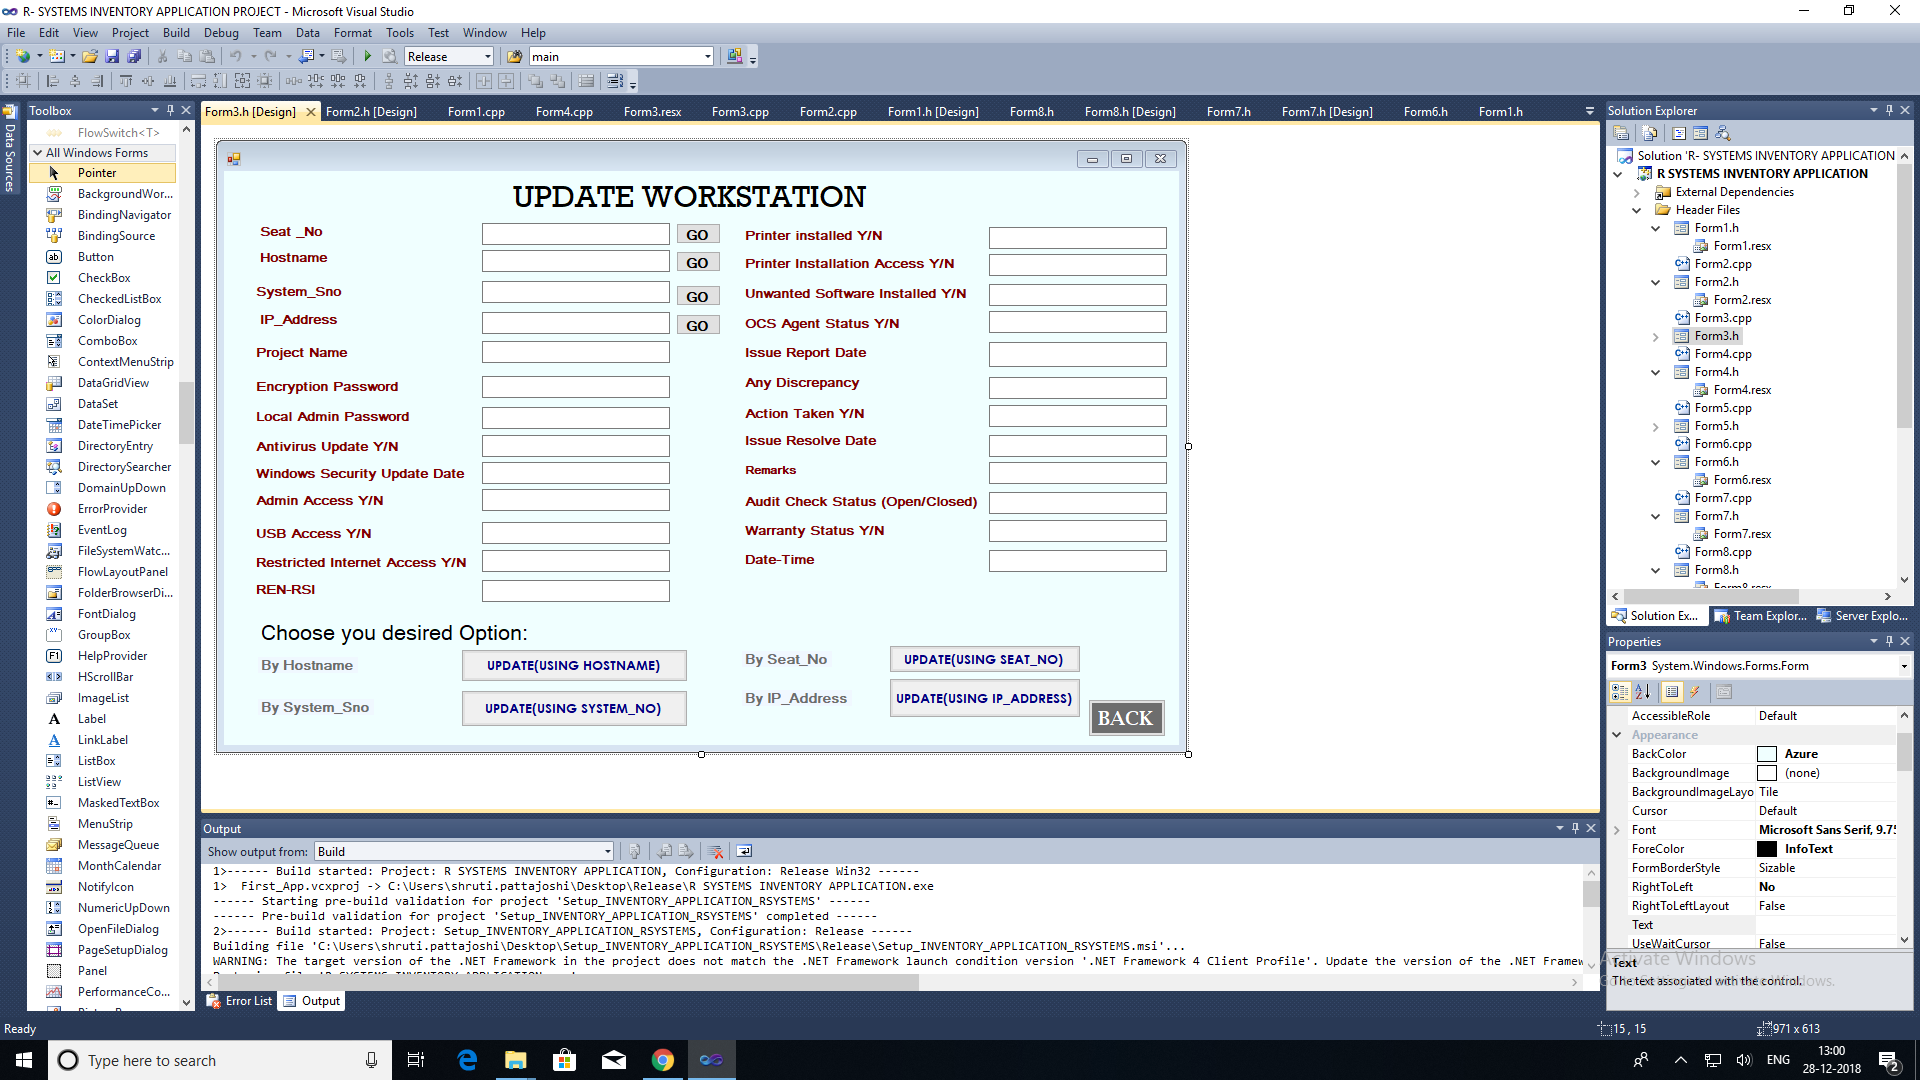 R- SYSTEMS INVENTORY APPLICATION PROJECT - Microsoft Visual Studio
File Edit View Project Build Debug Team Data Format Tools Test Window Help
Release main
Data Sources
Toolbox
FlowSwitch<T>
All Windows Forms
Pointer
BackgroundWor...
BindingNavigator
BindingSource
Button
CheckBox
CheckedListBox
ColorDialog
ComboBox
ContextMenuStrip
DataGridView
DataSet
DateTimePicker
DirectoryEntry
DirectorySearcher
DomainUpDown
ErrorProvider
EventLog
FileSystemWatc...
FlowLayoutPanel
FolderBrowserDi...
FontDialog
GroupBox
HelpProvider
HScrollBar
ImageList
Label
LinkLabel
ListBox
ListView
MaskedTextBox
MenuStrip
MessageQueue
MonthCalendar
NotifyIcon
NumericUpDown
OpenFileDialog
PageSetupDialog
Panel
PerformanceCo...
Form3.h [Design] Form2.h [Design] Form1.cpp Form4.cpp Form3.resx Form3.cpp Form2.cpp Form1.h [Design] Form8.h Form8.h [Design] Form7.h Form7.h [Design] Form6.h Form1.h
UPDATE WORKSTATION
Seat _No GO
Hostname GO
System_Sno GO
IP_Address GO
Project Name
Encryption Password
Local Admin Password
Antivirus Update Y/N
Windows Security Update Date
Admin Access Y/N
USB Access Y/N
Restricted Internet Access Y/N
REN-RSI
Printer installed Y/N
Printer Installation Access Y/N
Unwanted Software Installed Y/N
OCS Agent Status Y/N
Issue Report Date
Any Discrepancy
Action Taken Y/N
Issue Resolve Date
Remarks
Audit Check Status (Open/Closed)
Warranty Status Y/N
Date-Time
Choose you desired Option:
By Hostname UPDATE(USING HOSTNAME) By Seat_No UPDATE(USING SEAT_NO)
By System_Sno UPDATE(USING SYSTEM_NO) By IP_Address UPDATE(USING IP_ADDRESS)
BACK
Output
Show output from: Build
1>------ Build started: Project: R SYSTEMS INVENTORY APPLICATION, Configuration: Release Win32 ------
1> First_App.vcxproj -> C:\Users\shruti.pattajoshi\Desktop\Release\R SYSTEMS INVENTORY APPLICATION.exe
------ Starting pre-build validation for project 'Setup_INVENTORY_APPLICATION_RSYSTEMS' ------
------ Pre-build validation for project 'Setup_INVENTORY_APPLICATION_RSYSTEMS' completed ------
2>------ Build started: Project: Setup_INVENTORY_APPLICATION_RSYSTEMS, Configuration: Release ------
Building file 'C:\Users\shruti.pattajoshi\Desktop\Setup_INVENTORY_APPLICATION_RSYSTEMS\Release\Setup_INVENTORY_APPLICATION_RSYSTEMS.msi'...
WARNING: The target version of the .NET Framework in the project does not match the .NET Framework launch condition version '.NET Framework 4 Client Profile'. Update the version of the .NET Framew
Error List Output
Solution Explorer
Solution 'R- SYSTEMS INVENTORY APPLICATION
R SYSTEMS INVENTORY APPLICATION
External Dependencies
Header Files
Form1.h
Form1.resx
Form2.cpp
Form2.h
Form2.resx
Form3.cpp
Form3.h
Form4.cpp
Form4.h
Form4.resx
Form5.cpp
Form5.h
Form6.cpp
Form6.h
Form6.resx
Form7.cpp
Form7.h
Form7.resx
Form8.cpp
Form8.h
Form8.resx
Solution Ex... Team Explor... Server Explo...
Properties
Form3 System.Windows.Forms.Form
AccessibleRole Default
Appearance
BackColor Azure
BackgroundImage (none)
BackgroundImageLayo Tile
Cursor Default
Font Microsoft Sans Serif, 9.75
ForeColor InfoText
FormBorderStyle Sizable
RightToLeft No
RightToLeftLayout False
Text
UseWaitCursor False
Activate Windows
Text
The text associated with the control.
Ready 15 , 15 971 x 613
Type here to search
ENG
13:00
28-12-2018
2